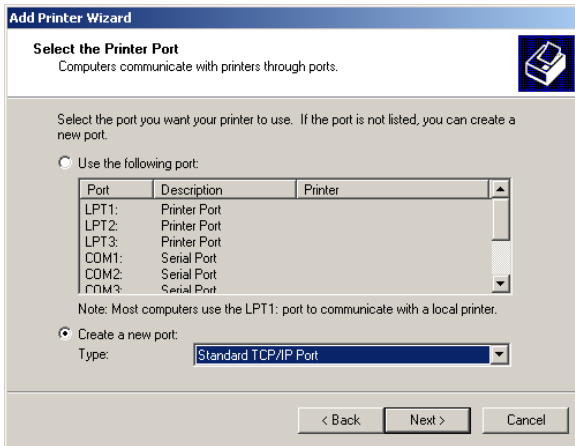 Add Printer Wizard
Select the Printer Port
Computers communicate with printers through ports.
Select the port you want your printer to use. If the port is not listed, you can create a
new port.
Use the following port:
Port Description Printer
LPT1: Printer Port
LPT2: Printer Port
LPT3: Printer Port
COM1: Serial Port
COM2: Serial Port
COM3: Serial Port
Note: Most computers use the LPT1: port to communicate with a local printer.
Create a new port:
Type: Standard TCP/IP Port
< Back Next > Cancel